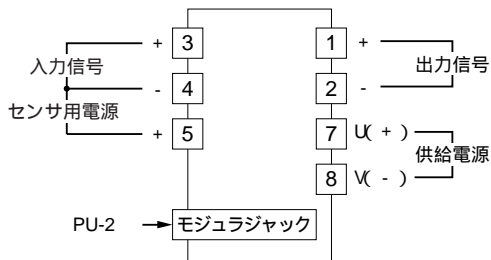 + 3
入力信号
- 4
センサ用電源
+ 5
1 +
出力信号
2 -
7 U( + )
供給電源
8 V( - )
PU-2 モジュラジャック